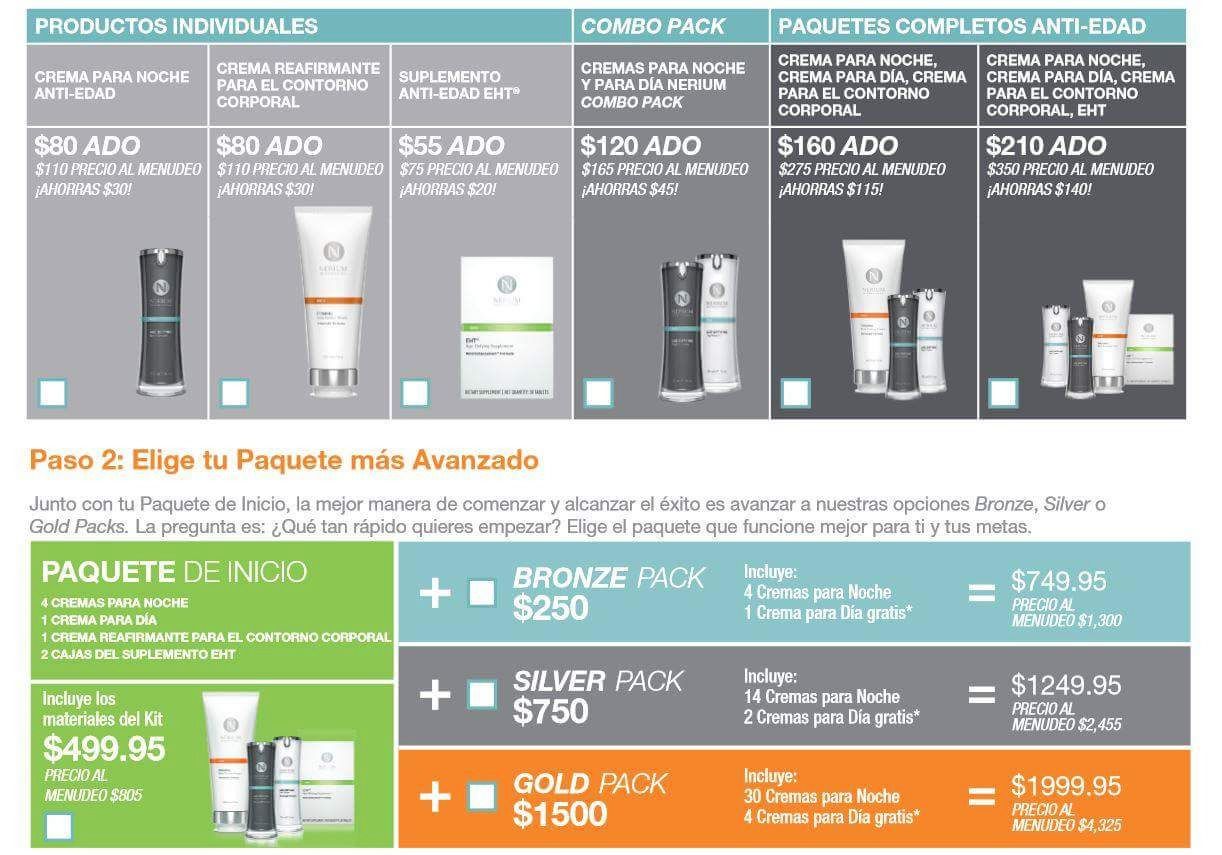 PRODUCTOS INDIVIDUALES
COMBO PACK
PAQUETES COMPLETOS ANTI-EDAD
CREMA PARA NOCHE
ANTI-EDAD
CREMA REAFIRMANTE
PARA EL CONTORNO
CORPORAL
SUPLEMENTO
ANTI-EDAD EHT®
CREMAS PARA NOCHE
Y PARA DÍA NERIUM
COMBO PACK
CREMA PARA NOCHE,
CREMA PARA DÍA, CREMA
PARA EL CONTORNO
CORPORAL
CREMA PARA NOCHE,
CREMA PARA DÍA, CREMA
PARA EL CONTORNO
CORPORAL, EHT
$80 ADO
$110 PRECIO AL MENUDEO
¡AHORRAS $30!
$80 ADO
$110 PRECIO AL MENUDEO
¡AHORRAS $30!
$55 ADO
$75 PRECIO AL MENUDEO
¡AHORRAS $20!
$120 ADO
$165 PRECIO AL MENUDEO
¡AHORRAS $45!
$160 ADO
$275 PRECIO AL MENUDEO
¡AHORRAS $115!
$210 ADO
$350 PRECIO AL MENUDEO
¡AHORRAS $140!
N
NERIUM
N
NERIUM
N
NERIUM
EHT
Age-Defying Supplement
N
NERIUM
N
NERIUM
Paso 2: Elige tu Paquete más Avanzado
Junto con tu Paquete de Inicio, la mejor manera de comenzar y alcanzar el éxito es avanzar a nuestras opciones Bronze, Silver o
Gold Packs. La pregunta es: ¿Qué tan rápido quieres empezar? Elige el paquete que funcione mejor para ti y tus metas.
PAQUETE DE INICIO
4 CREMAS PARA NOCHE
1 CREMA PARA DÍA
1 CREMA REAFIRMANTE PARA EL CONTORNO CORPORAL
2 CAJAS DEL SUPLEMENTO EHT
Incluye los
materiales del Kit
$499.95
PRECIO AL
MENUDEO $805
+ BRONZE PACK
$250
Incluye:
4 Cremas para Noche
1 Crema para Día gratis*
= $749.95
PRECIO AL
MENUDEO $1,300
+ SILVER PACK
$750
Incluye:
14 Cremas para Noche
2 Cremas para Día gratis*
= $1249.95
PRECIO AL
MENUDEO $2,455
+ GOLD PACK
$1500
Incluye:
30 Cremas para Noche
4 Cremas para Día gratis*
= $1999.95
PRECIO AL
MENUDEO $4,325